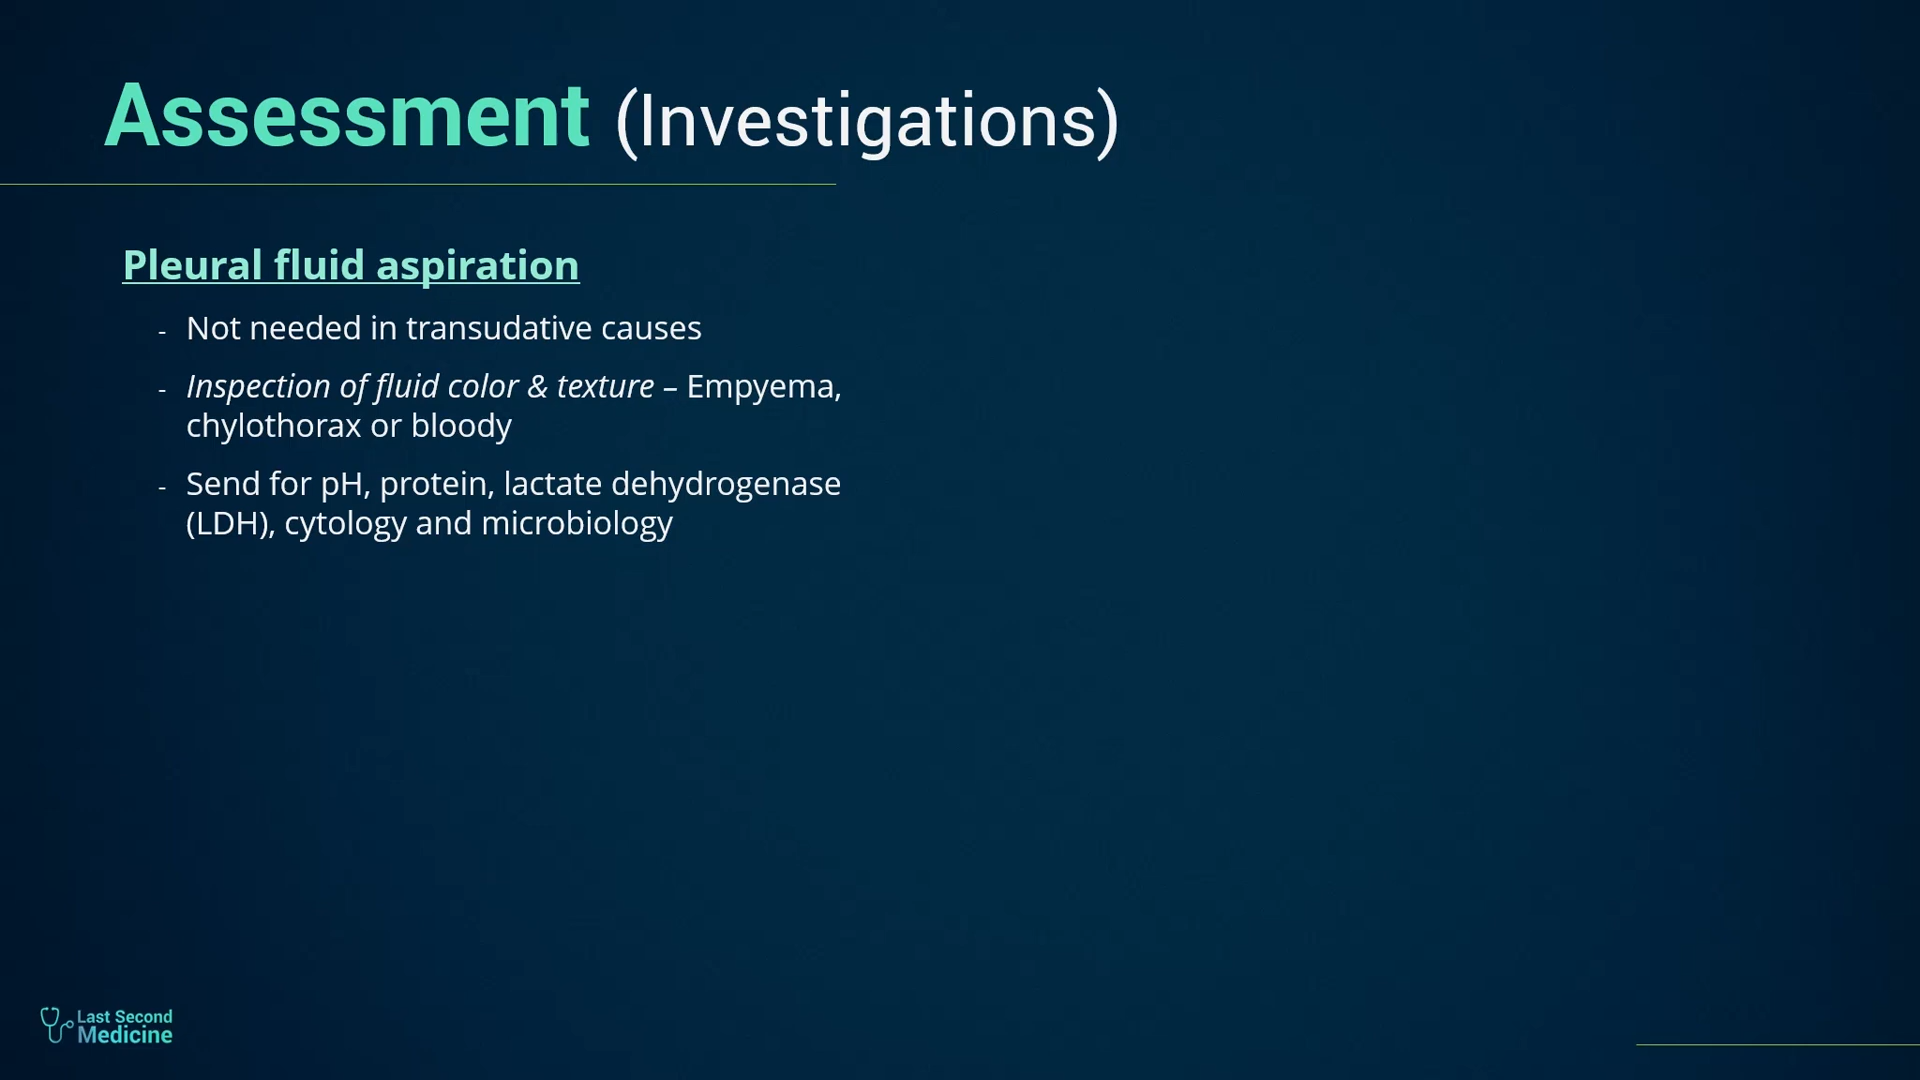 Assessment (Investigations)
Pleural fluid aspiration
- Not needed in transudative causes
- Inspection of fluid color & texture – Empyema,
chylothorax or bloody
- Send for pH, protein, lactate dehydrogenase
(LDH), cytology and microbiology
Last Second
Medicine